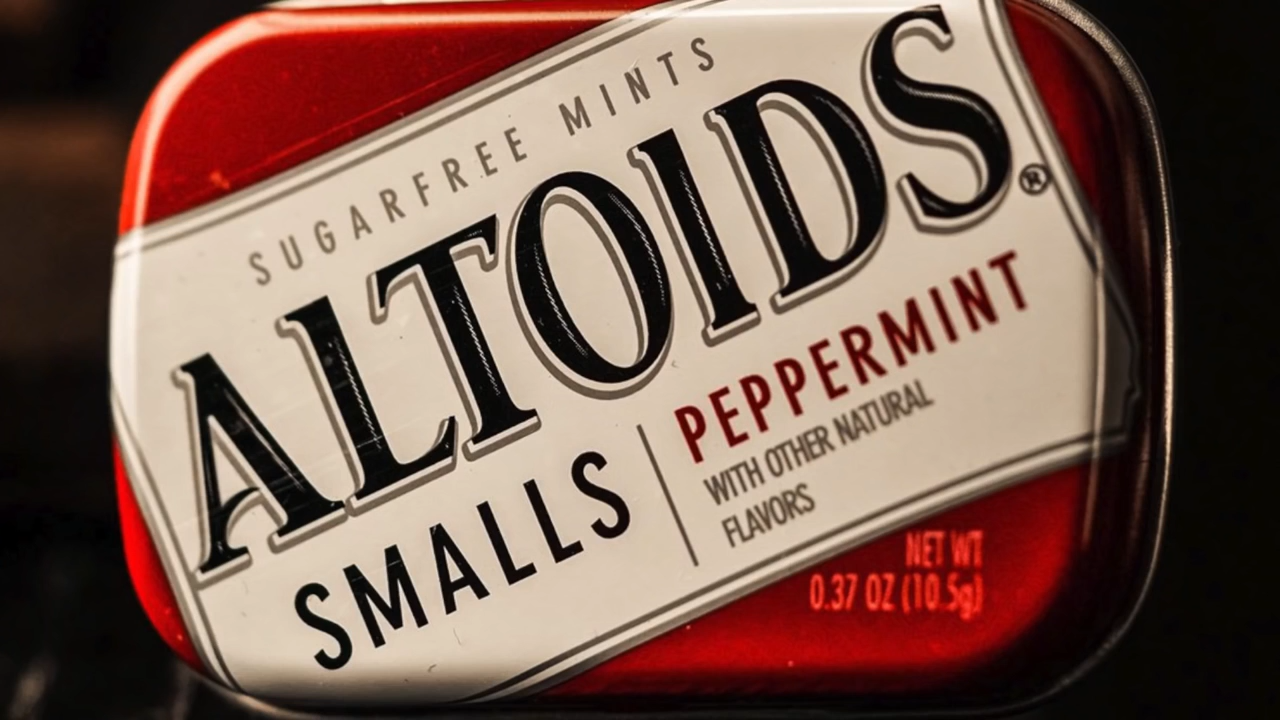 SUGARFREE MINTS
ALTOIDS®
SMALLS
PEPPERMINT
WITH OTHER NATURAL
FLAVORS
NET WT
0.37 OZ (10.5g)